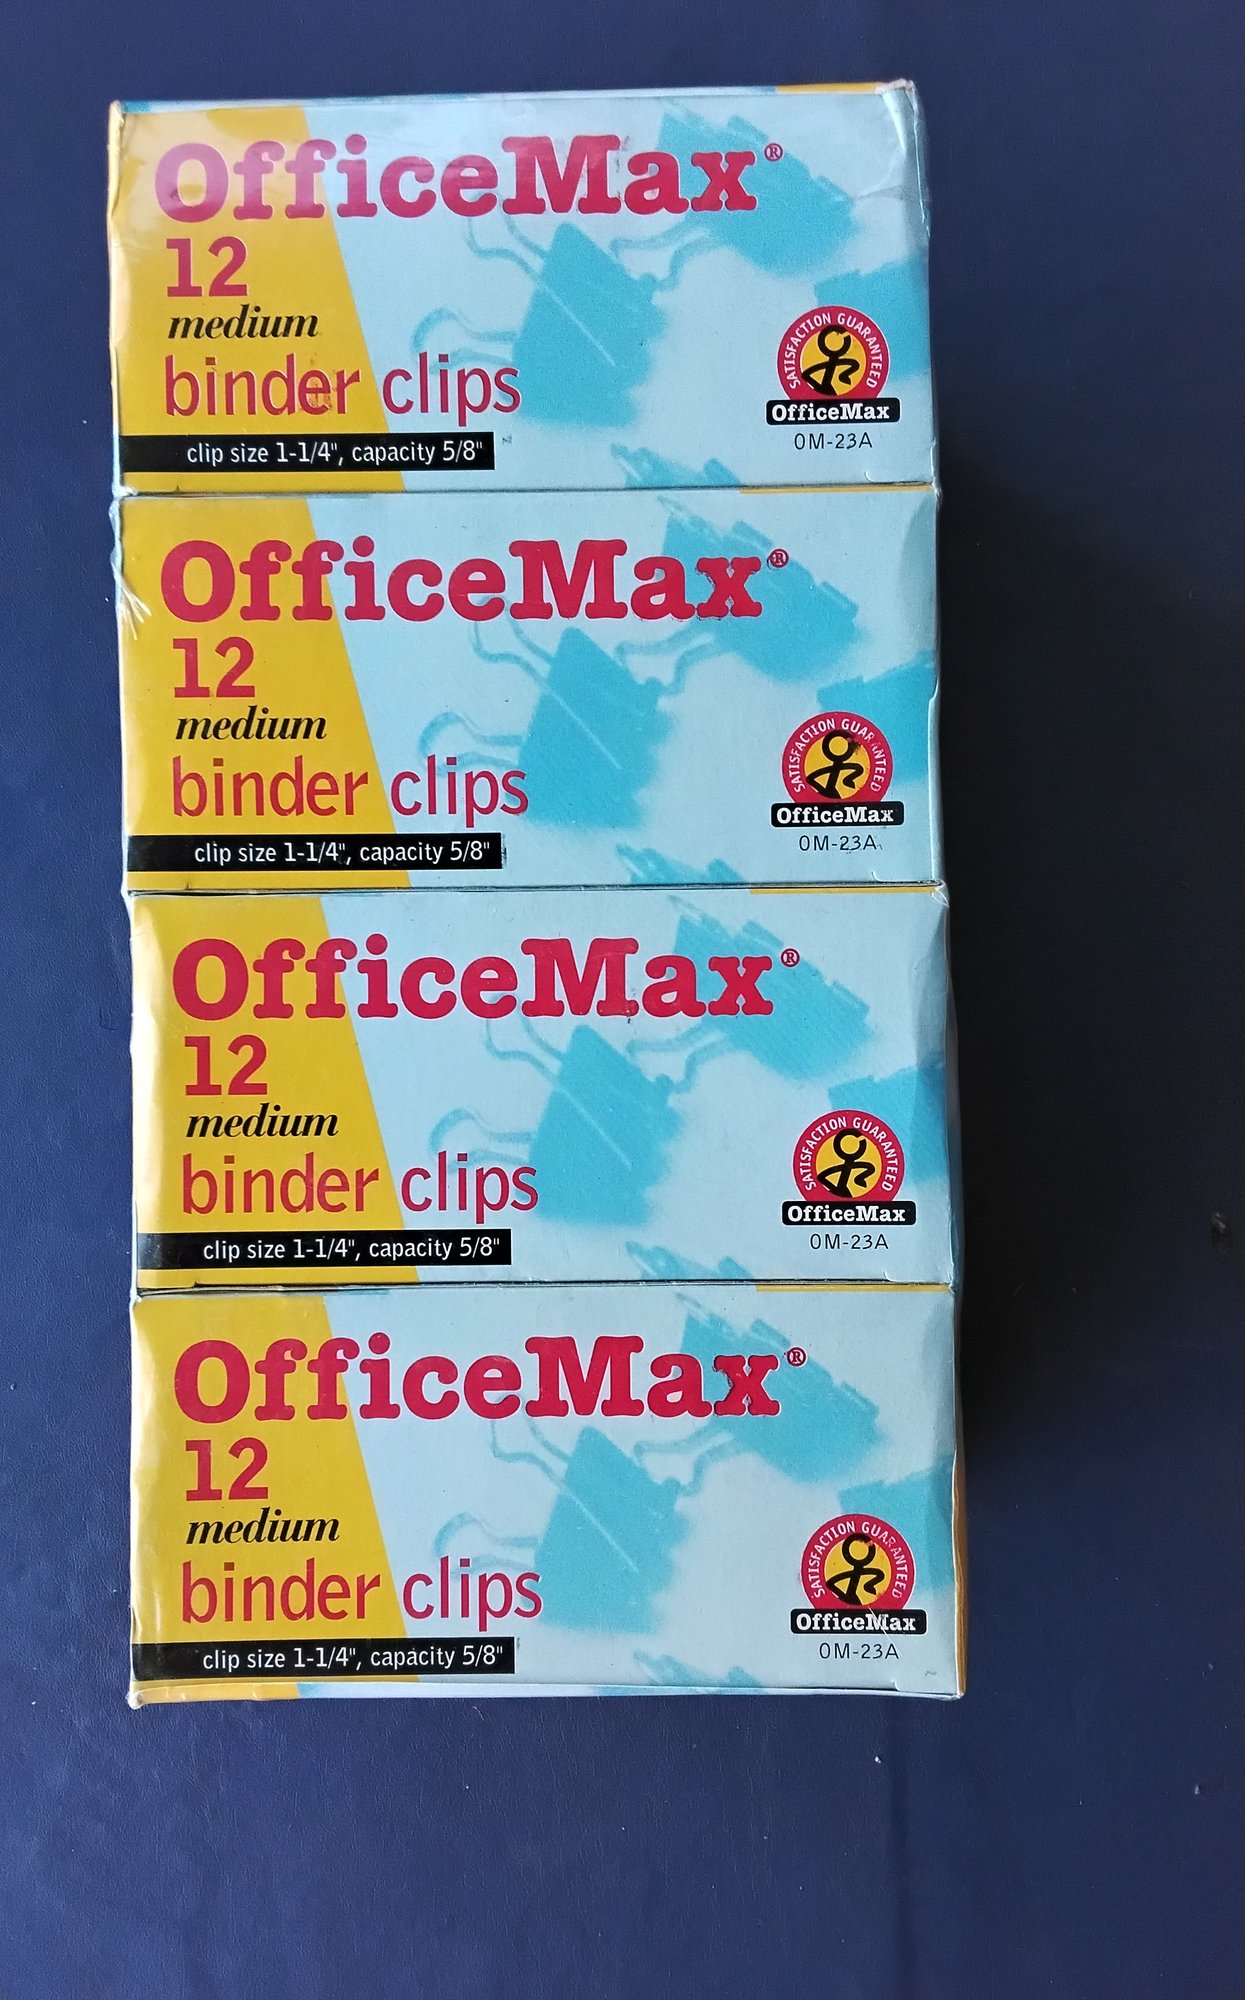 OfficeMax®
12
medium
binder clips
clip size 1-1/4", capacity 5/8"
SATISFACTION GUARANTEED
OfficeMax
OM-23A
OfficeMax®
12
medium
binder clips
clip size 1-1/4", capacity 5/8"
SATISFACTION GUARANTEED
OfficeMax
OM-23A
OfficeMax®
12
medium
binder clips
clip size 1-1/4", capacity 5/8"
SATISFACTION GUARANTEED
OfficeMax
OM-23A
OfficeMax®
12
medium
binder clips
clip size 1-1/4", capacity 5/8"
SATISFACTION GUARANTEED
OfficeMax
OM-23A